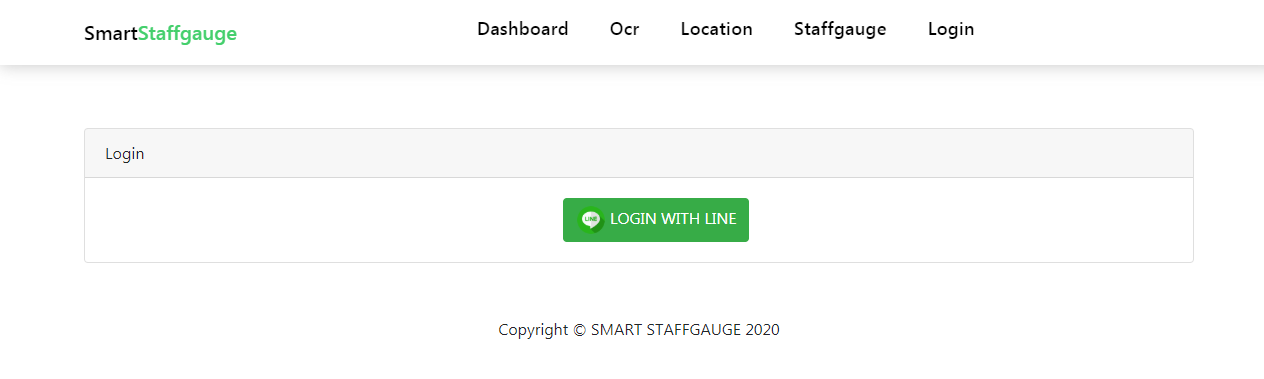 SmartStaffgauge Dashboard Ocr Location Staffgauge Login
Login
LINE LOGIN WITH LINE
Copyright © SMART STAFFGAUGE 2020